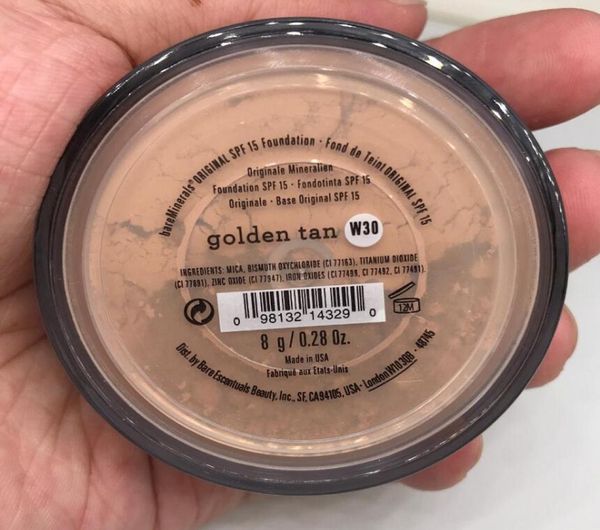 bareMinerals® ORIGINAL SPF 15 Foundation · Fond de Teint ORIGINAL SPF 15
Originale Mineralien
Foundation SPF 15 · Fondotinta SPF 15
Originale · Base Original SPF 15
golden tan W30
INGREDIENTS: MICA, BISMUTH OXYCHLORIDE (CI 77163), TITANIUM DIOXIDE
(CI 77891), ZINC OXIDE (CI 77947), IRON OXIDES (CI 77499, CI 77492, CI 77491).
0 98132 14329 0
12M
8 g / 0.28 Oz.
Made in USA
Fabriqué aux États-Unis
Dist. by Bare Escentuals Beauty, Inc., SF, CA 94105, USA · London W10 3QB · 48745